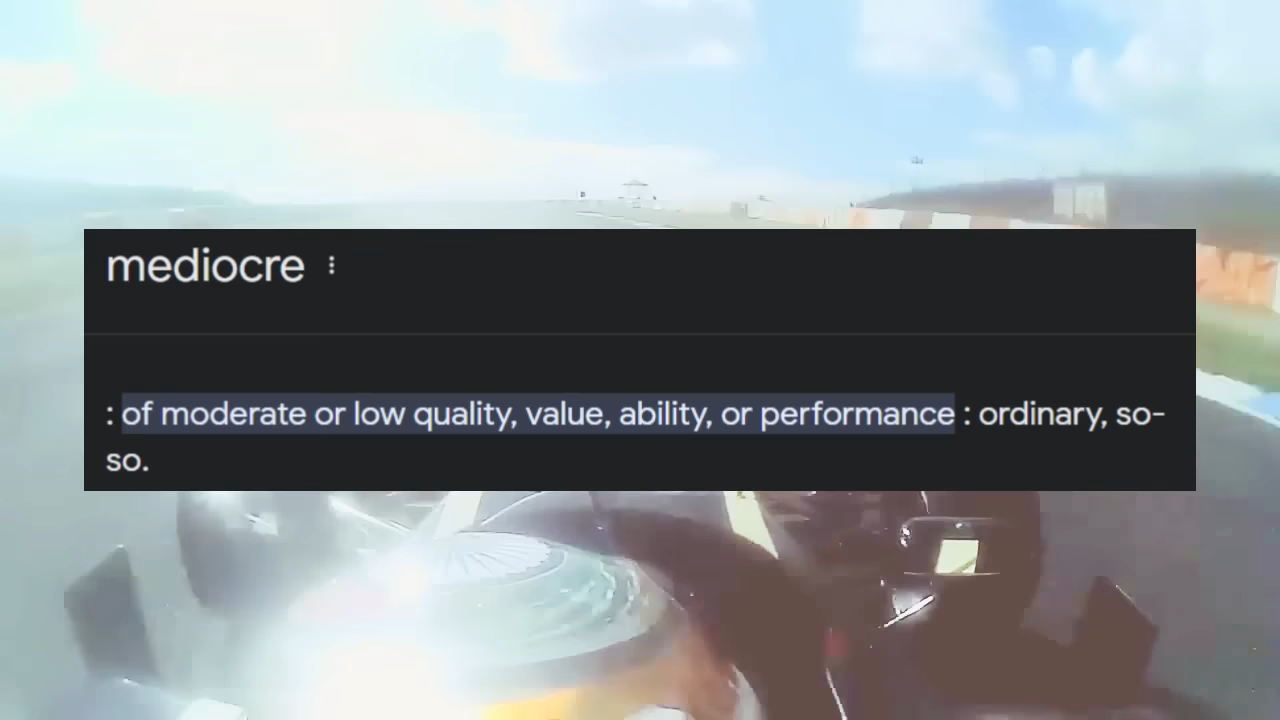 mediocre
: of moderate or low quality, value, ability, or performance : ordinary, so-
so.